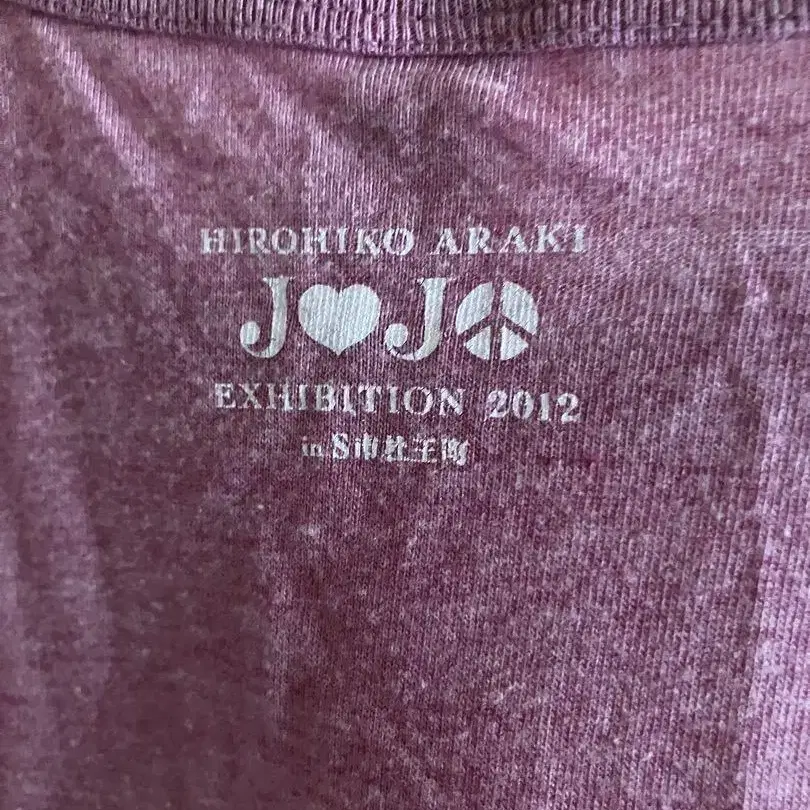 HIROHIKO ARAKI
J♥J☮
EXHIBITION 2012
in S市杜王町